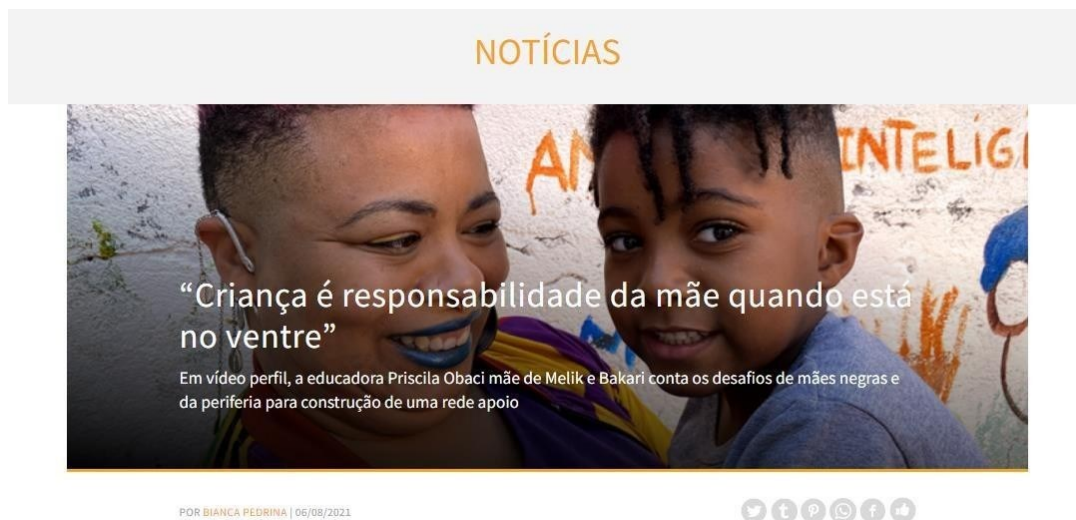 NOTÍCIAS
“Criança é responsabilidade da mãe quando está
no ventre”
Em vídeo perfil, a educadora Priscila Obaci mãe de Melik e Bakari conta os desafios de mães negras e
da periferia para construção de uma rede apoio
POR BIANCA PEDRINA | 06/08/2021